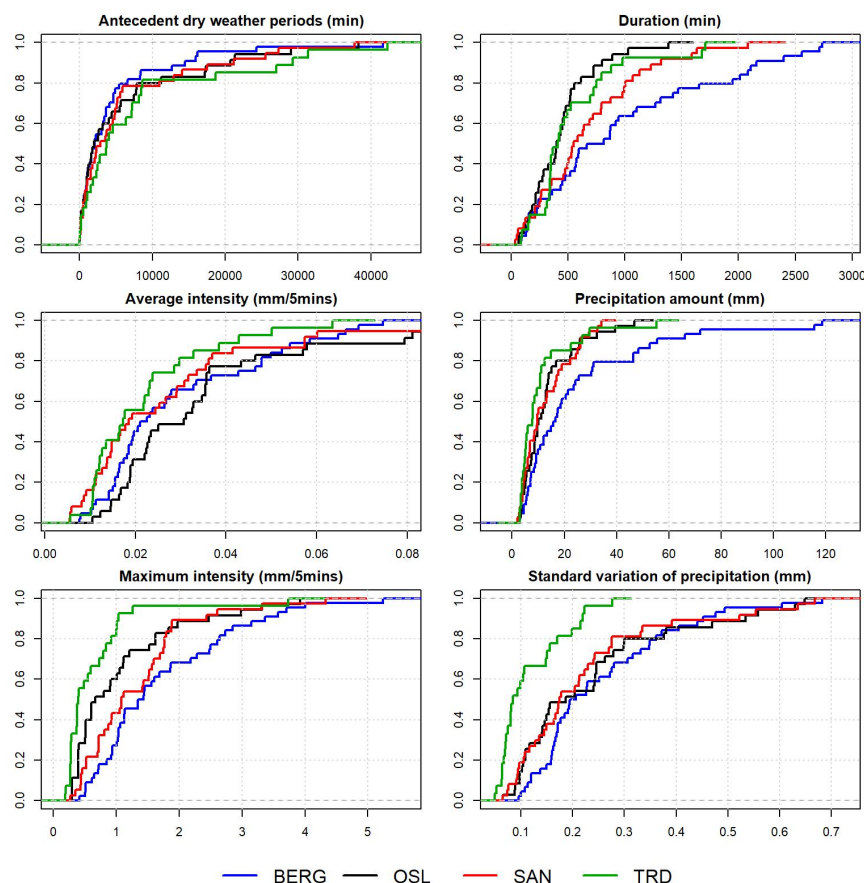 Antecedent dry weather periods (min)
0.0 0.2 0.4 0.6 0.8 1.0
0 10000 20000 30000 40000
Duration (min)
0.0 0.2 0.4 0.6 0.8 1.0
0 500 1000 1500 2000 2500 3000
Average intensity (mm/5mins)
0.0 0.2 0.4 0.6 0.8 1.0
0.00 0.02 0.04 0.06 0.08
Precipitation amount (mm)
0.0 0.2 0.4 0.6 0.8 1.0
0 20 40 60 80 100 120
Maximum intensity (mm/5mins)
0.0 0.2 0.4 0.6 0.8 1.0
0 1 2 3 4 5
Standard variation of precipitation (mm)
0.0 0.2 0.4 0.6 0.8 1.0
0.1 0.2 0.3 0.4 0.5 0.6 0.7
BERG OSL SAN TRD